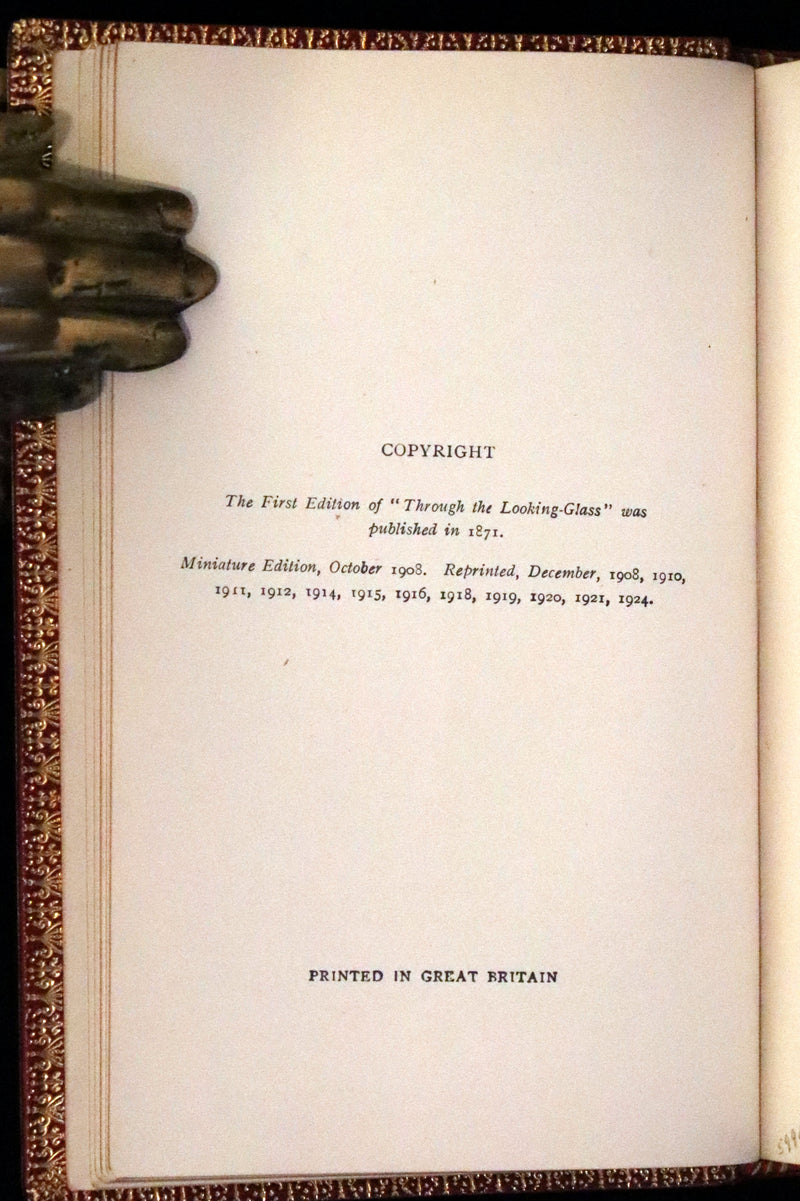 COPYRIGHT
The First Edition of "Through the Looking-Glass" was
published in 1871.
Miniature Edition, October 1908. Reprinted, December, 1908, 1910,
1911, 1912, 1914, 1915, 1916, 1918, 1919, 1920, 1921, 1924.
PRINTED IN GREAT BRITAIN